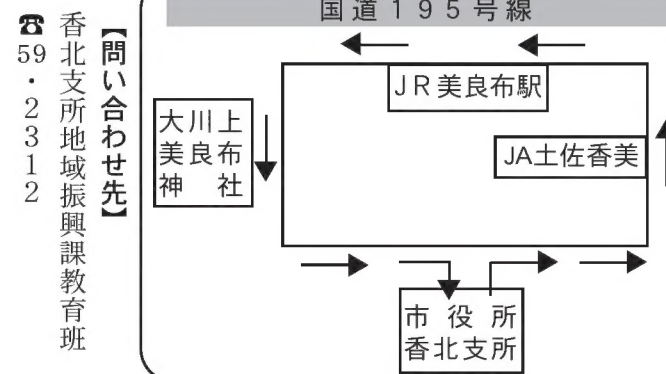 【問い合わせ先】
香北支所地域振興課教育班
☎59・2312
国道195号線
JR美良布駅
大川上
美良布
神　社
JA土佐香美
市 役 所
香北支所